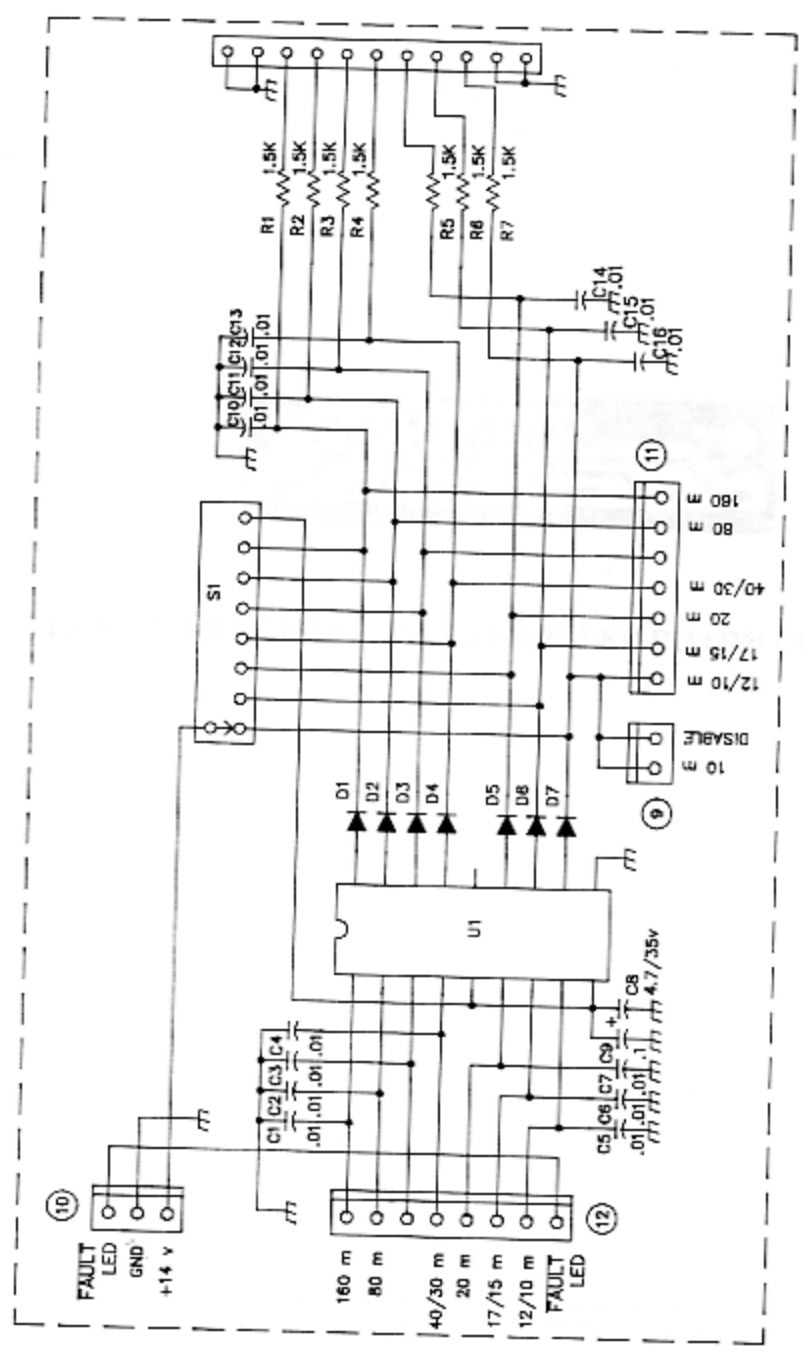 1.5K
1.5K
1.5K
1.5K
1.5K
1.5K
1.5K
R1
R2
R3
R4
R5
R6
R7
C10
C11
C12
C13
.01
.01
.01
.01
C14
.01
C15
.01
C16
.01
S1
11
160 m
80 m
40/30 m
20 m
17/15 m
12/10 m
DISABLE
10 m
9
D1
D2
D3
D4
D5
D6
D7
U1
C1
C2
C3
C4
.01
.01
.01
.01
+
C8
4.7/35v
C9
.1
C7
.01
C6
.01
C5
.01
10
FAULT
LED
GND
+14 v
12
160 m
80 m
40/30 m
20 m
17/15 m
12/10 m
FAULT
LED